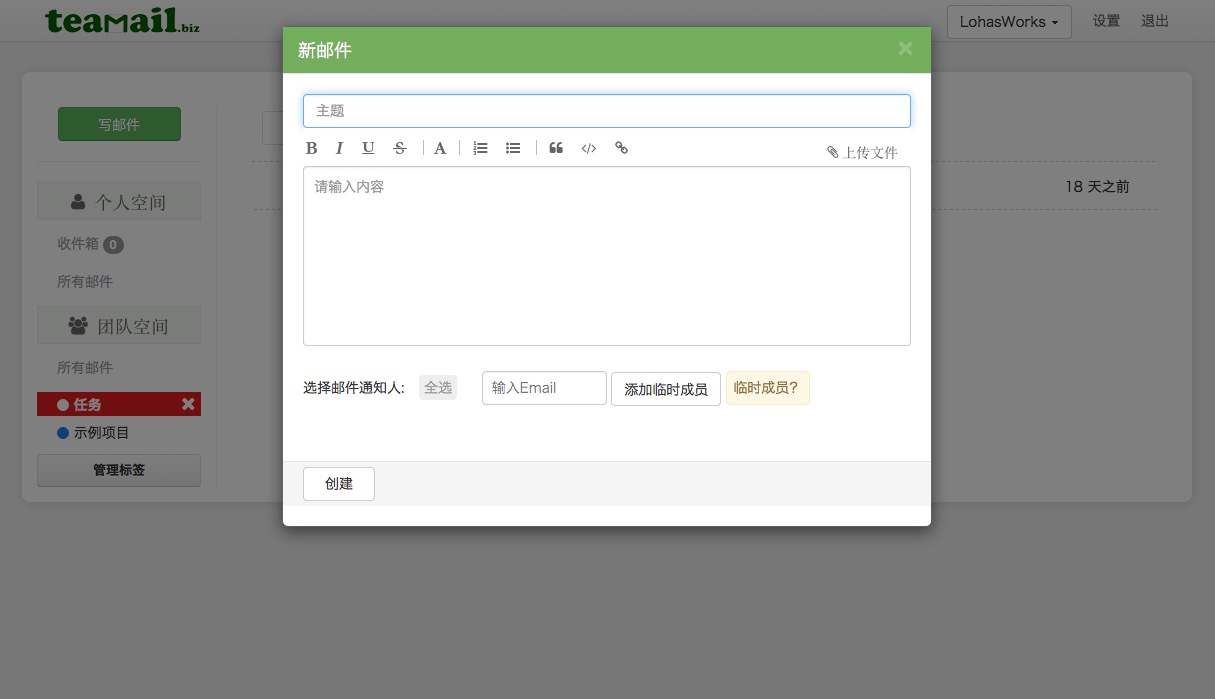 teamail.biz
LohasWorks
设置
退出
新邮件
×
写邮件
主题
B I U S A
上传文件
请输入内容
18 天之前
个人空间
收件箱 0
所有邮件
团队空间
所有邮件
任务
示例项目
管理标签
选择邮件通知人:
全选
输入Email
添加临时成员
临时成员?
创建